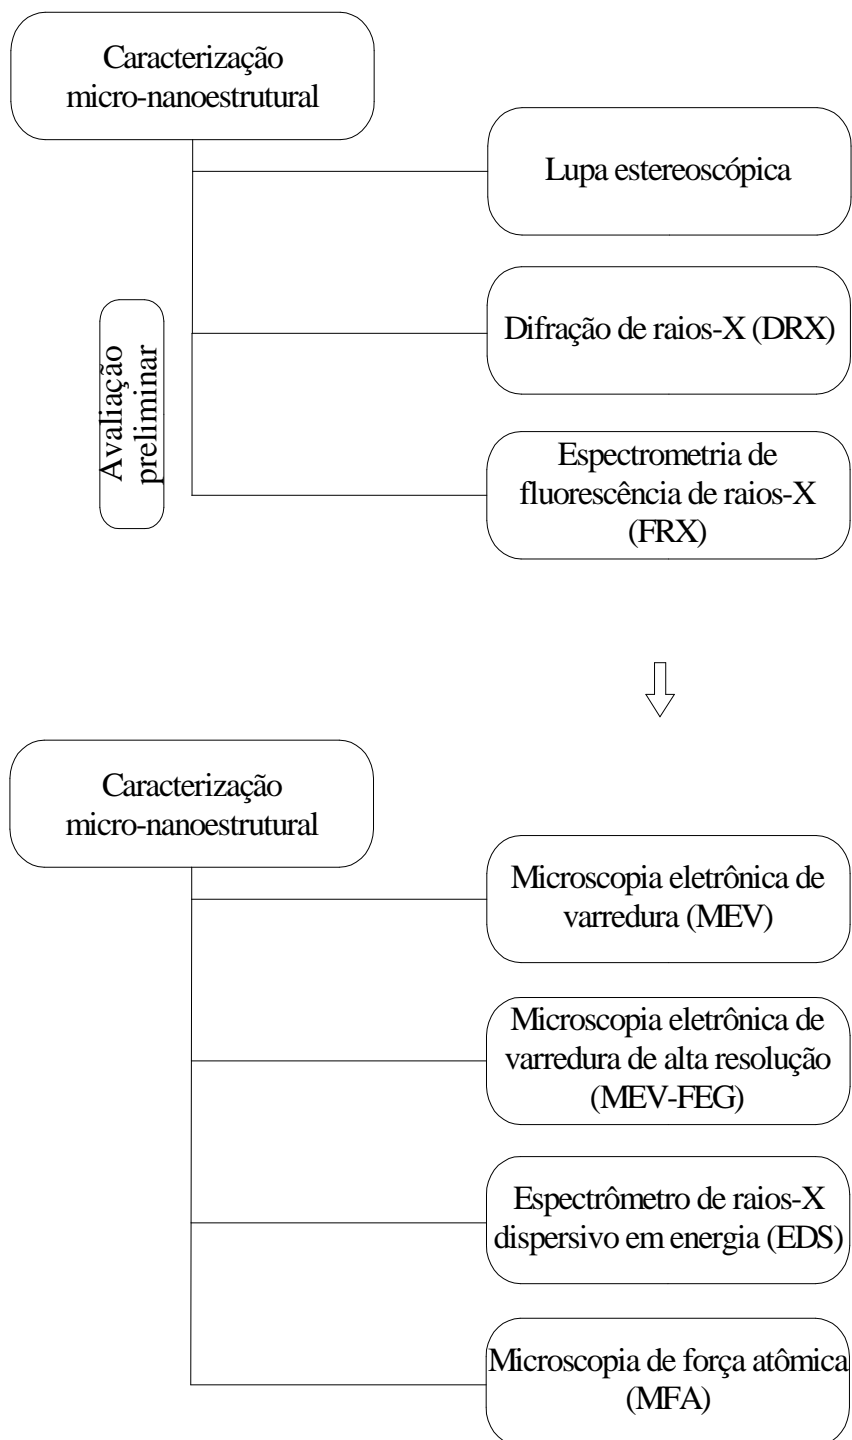 Caracterização
micro-nanoestrutural
Lupa estereoscópica
Difração de raios-X (DRX)
Avaliação
preliminar
Espectrometria de
fluorescência de raios-X
(FRX)
Caracterização
micro-nanoestrutural
Microscopia eletrônica de
varredura (MEV)
Microscopia eletrônica de
varredura de alta resolução
(MEV-FEG)
Espectrômetro de raios-X
dispersivo em energia (EDS)
Microscopia de força atômica
(MFA)